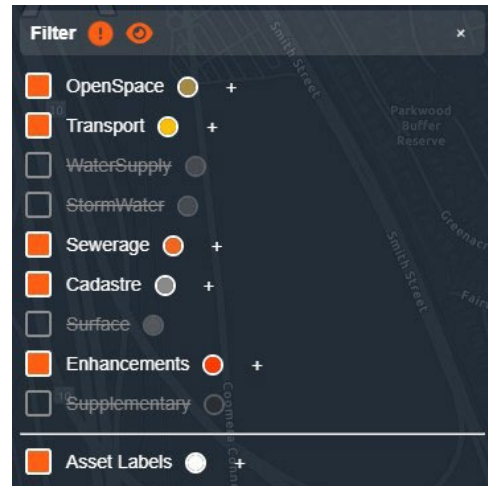 Filter
Smith Street
OpenSpace +
10
Parkwood
Buffer
Reserve
Transport +
WaterSupply
StormWater
Smith Street
Sewerage +
Cadastre +
Surface
Enhancements +
Supplementary
Asset Labels +